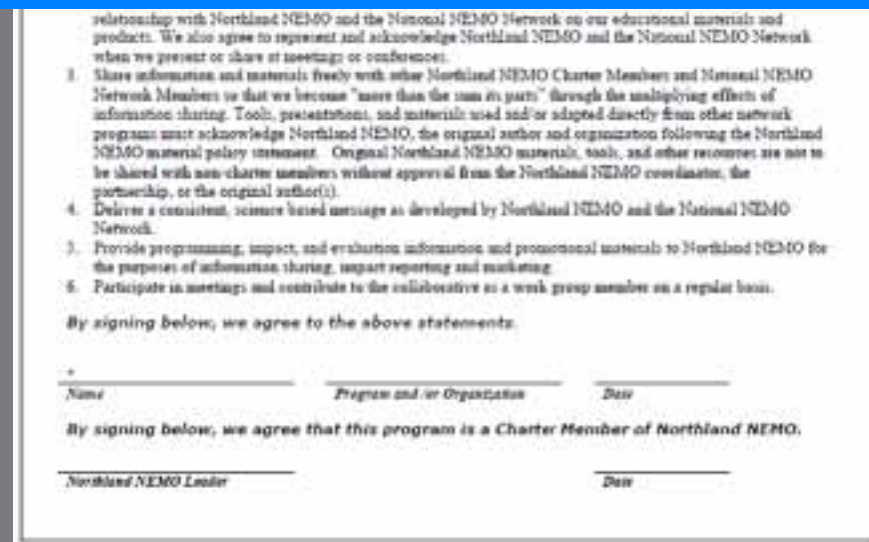 relationship with Northland NEMO and the National NEMO Network on our educational materials and
products. We also agree to represent and acknowledge Northland NEMO and the National NEMO Network
when we present or share at meetings or conferences.
3. Share information and materials freely with other Northland NEMO Charter Members and National NEMO
Network Members so that we become "more than the sum its parts" through the multiplying effects of
information sharing. Tools, presentations, and materials used and/or adapted directly from other network
programs must acknowledge Northland NEMO, the original author and organization following the Northland
NEMO material policy statement. Original Northland NEMO materials, tools, and other resources are not to
be shared with non-charter members without approval from the Northland NEMO coordinator, the
partnership, or the original author(s).
4. Deliver a consistent, science based message as developed by Northland NEMO and the National NEMO
Network.
5. Provide programming, impact, and evaluation information and promotional materials to Northland NEMO for
the purposes of information sharing, impact reporting and marketing.
6. Participate in meetings and contribute to the collaborative as a work group member on a regular basis.
By signing below, we agree to the above statements.
Name Program and /or Organization Date
By signing below, we agree that this program is a Charter Member of Northland NEMO.
Northland NEMO Leader Date